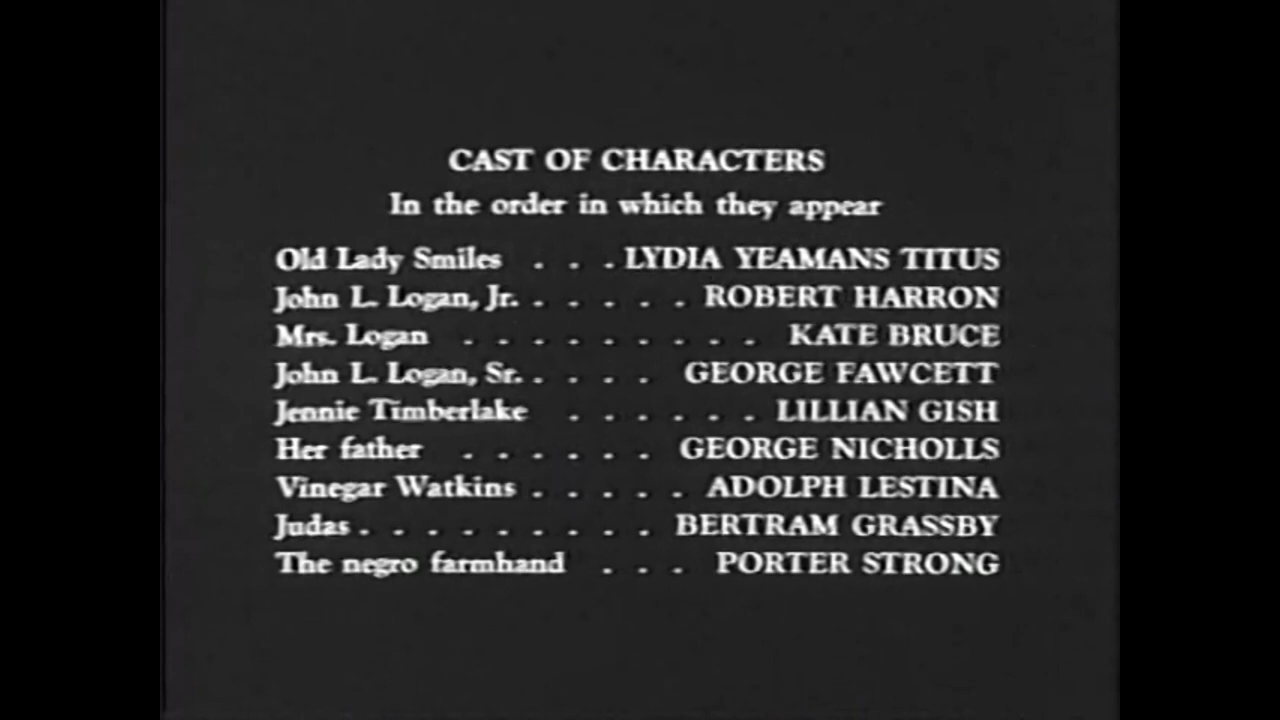 CAST OF CHARACTERS
In the order in which they appear
Old Lady Smiles . . . LYDIA YEAMANS TITUS
John L. Logan, Jr. . . . . . ROBERT HARRON
Mrs. Logan . . . . . . . . . KATE BRUCE
John L. Logan, Sr. . . . . GEORGE FAWCETT
Jennie Timberlake . . . . . . LILLIAN GISH
Her father . . . . . . GEORGE NICHOLLS
Vinegar Watkins . . . . . ADOLPH LESTINA
Judas . . . . . . . . . BERTRAM GRASSBY
The negro farmhand . . . PORTER STRONG